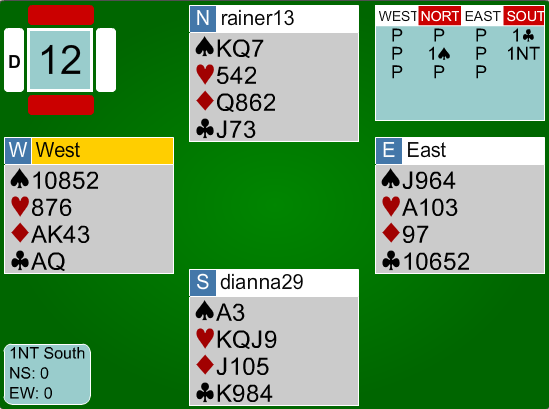 N rainer13
♠KQ7
♥542
♦Q862
♣J73
D 12
WEST NORT EAST SOUT
P P P 1♣
P 1♠ P 1NT
P P P
W West
♠10852
♥876
♦AK43
♣AQ
E East
♠J964
♥A103
♦97
♣10652
S dianna29
♠A3
♥KQJ9
♦J105
♣K984
1NT South
NS: 0
EW: 0